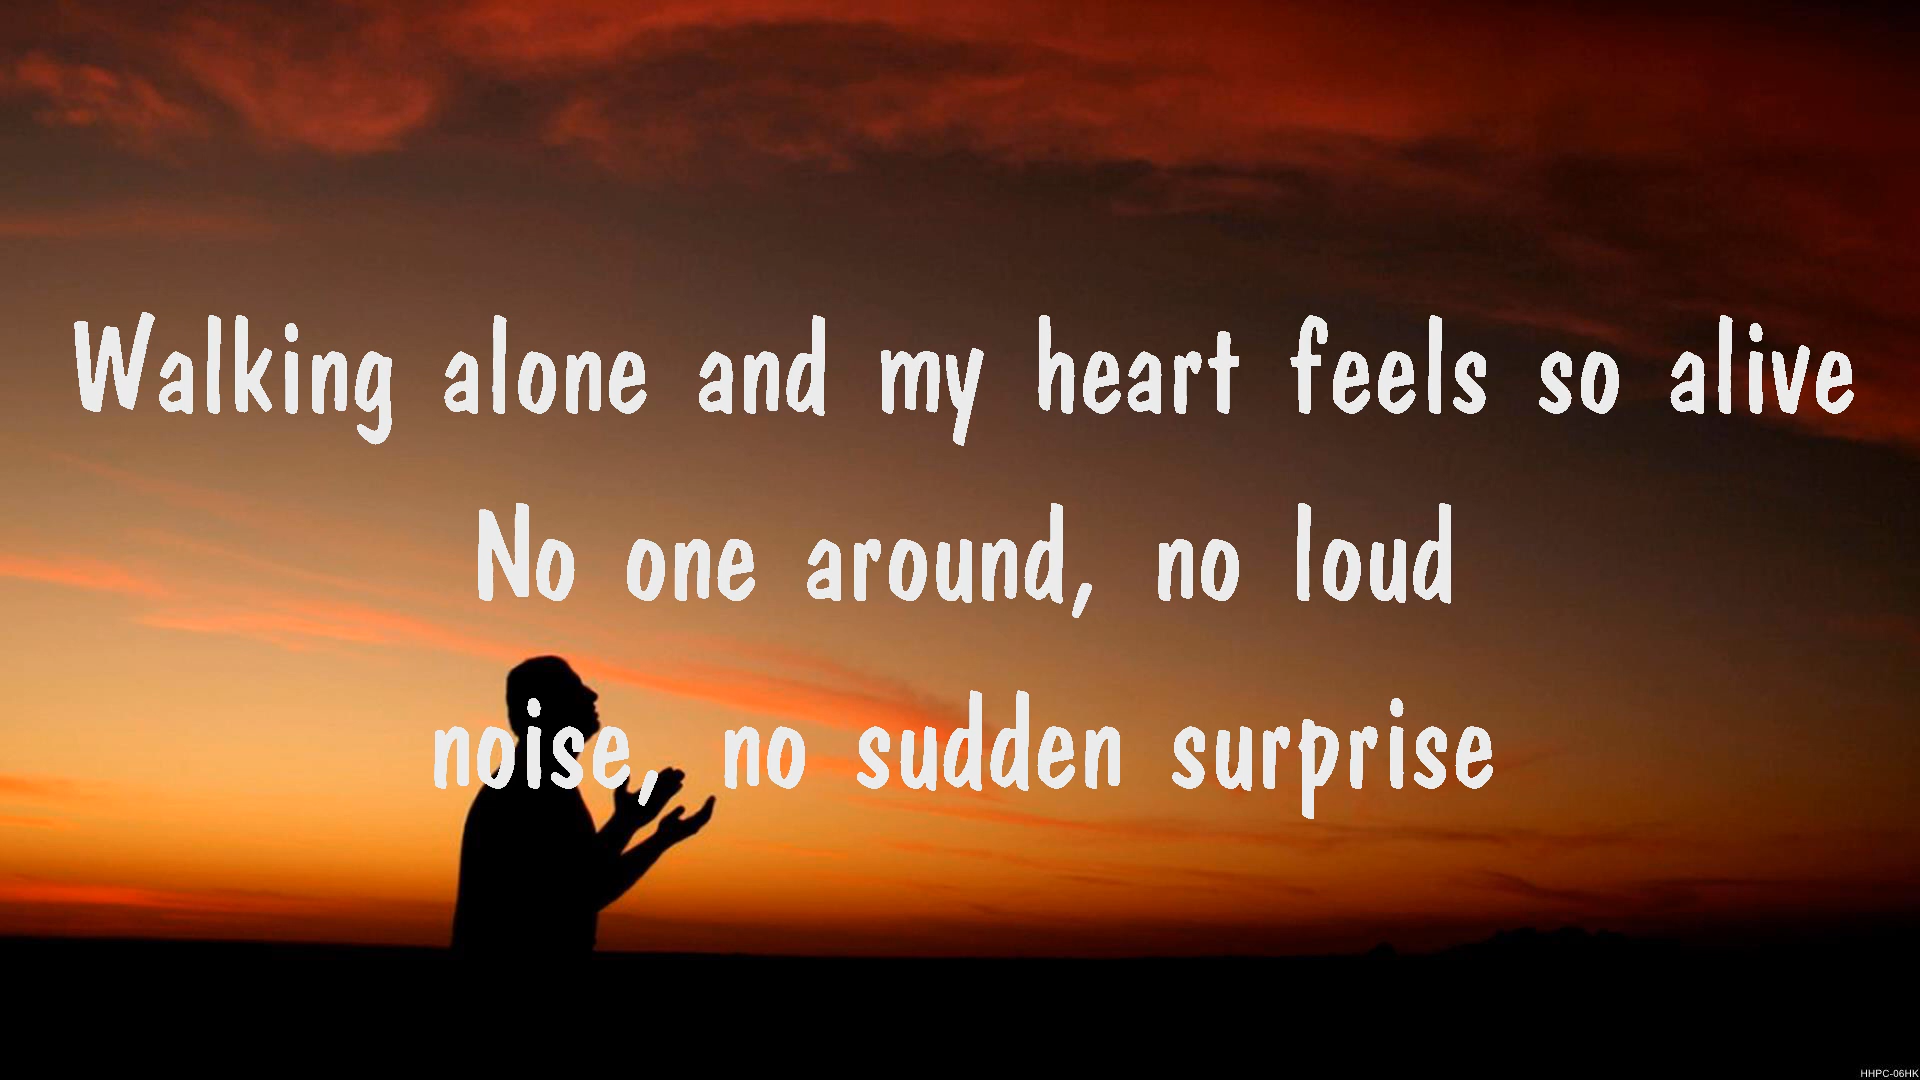 Walking alone and my heart feels so alive
No one around, no loud
noise, no sudden surprise
HHPC-06HK